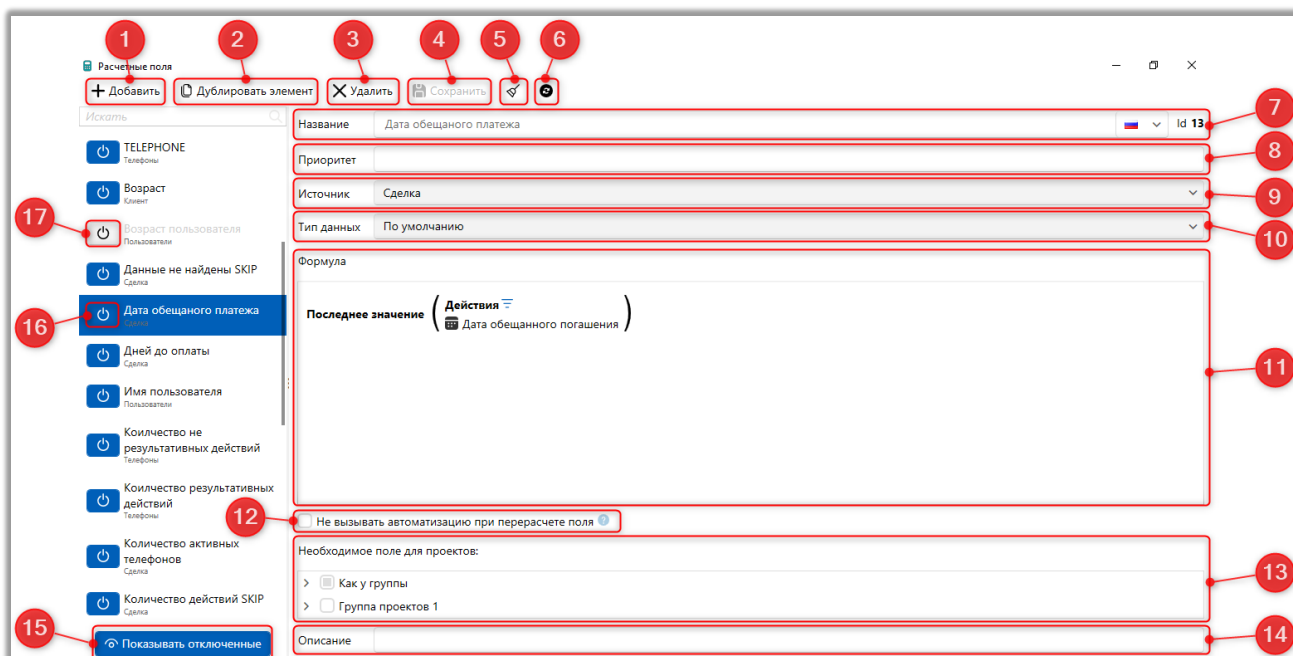 1 2 3 4 5 6
Расчетные поля
Добавить Дублировать элемент Удалить Сохранить
Искать
Название Дата обещаного платежа Id 13 7
Приоритет 8
Источник Сделка 9
Тип данных По умолчанию 10
Формула
Последнее значение ( Действия
Дата обещанного погашения )
11
Не вызывать автоматизацию при перерасчете поля ?
12
Необходимое поле для проектов:
Как у группы
Группа проектов 1
13
Описание 14
TELEPHONE
Телефоны
Возраст
Клиент
17
Возраст пользователя
Пользователи
Данные не найдены SKIP
Сделка
16
Дата обещаного платежа
Сделка
Дней до оплаты
Сделка
Имя пользователя
Пользователи
Коилчество не
результативных действий
Телефоны
Коилчество результативных
действий
Телефоны
Количество активных
телефонов
Сделка
Количество действий SKIP
Сделка
15
Показывать отключенные